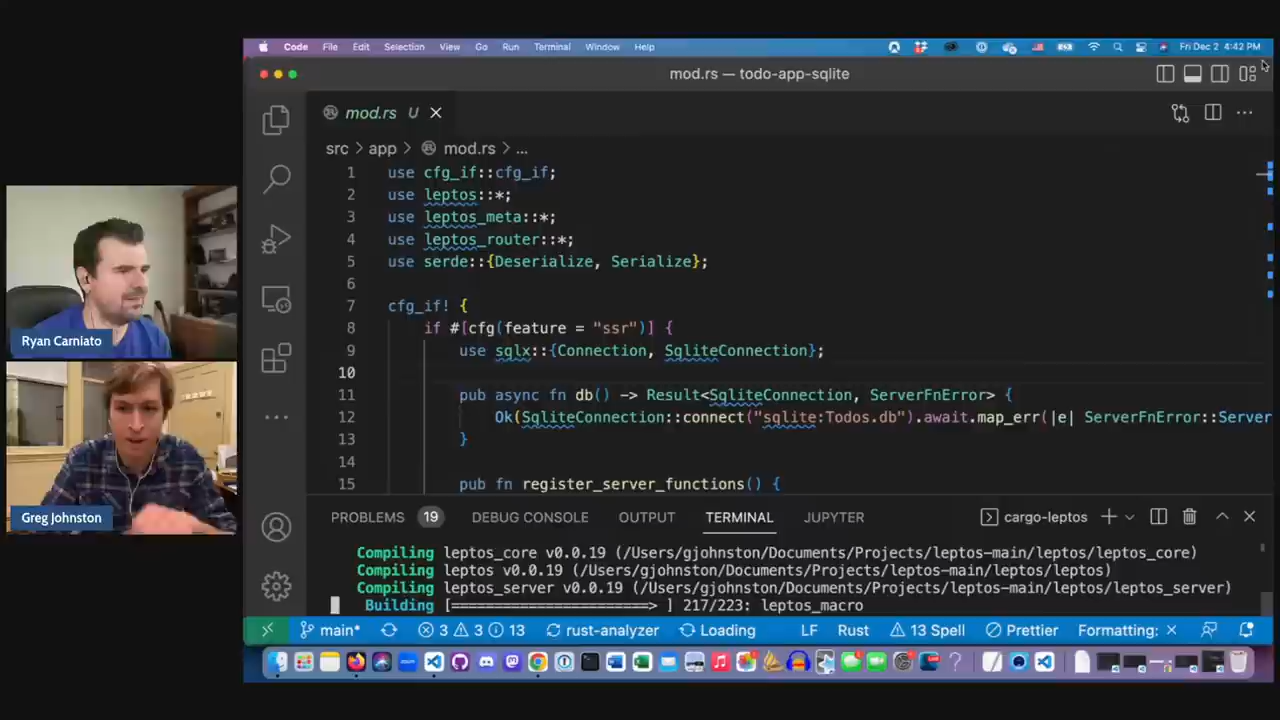 Code File Edit Selection View Go Run Terminal Window Help Fri Dec 2 4:42 PM
mod.rs — todo-app-sqlite
mod.rs U
src > app > mod.rs > ...
1 use cfg_if::cfg_if;
2 use leptos::*;
3 use leptos_meta::*;
4 use leptos_router::*;
5 use serde::{Deserialize, Serialize};
6
7 cfg_if! {
8 if #[cfg(feature = "ssr")] {
9 use sqlx::{Connection, SqliteConnection};
10
11 pub async fn db() -> Result<SqliteConnection, ServerFnError> {
12 Ok(SqliteConnection::connect("sqlite:Todos.db").await.map_err(|e| ServerFnError::Server
13 }
14
15 pub fn register_server_functions() {
Ryan Carniato
Greg Johnston
PROBLEMS 19 DEBUG CONSOLE OUTPUT TERMINAL JUPYTER cargo-leptos
Compiling leptos_core v0.0.19 (/Users/gjohnston/Documents/Projects/leptos-main/leptos/leptos_core)
Compiling leptos v0.0.19 (/Users/gjohnston/Documents/Projects/leptos-main/leptos/leptos)
Compiling leptos_server v0.0.19 (/Users/gjohnston/Documents/Projects/leptos-main/leptos/leptos_server)
Building [=======================> ] 217/223: leptos_macro
main* 3 3 13 rust-analyzer Loading LF Rust 13 Spell Prettier Formatting: